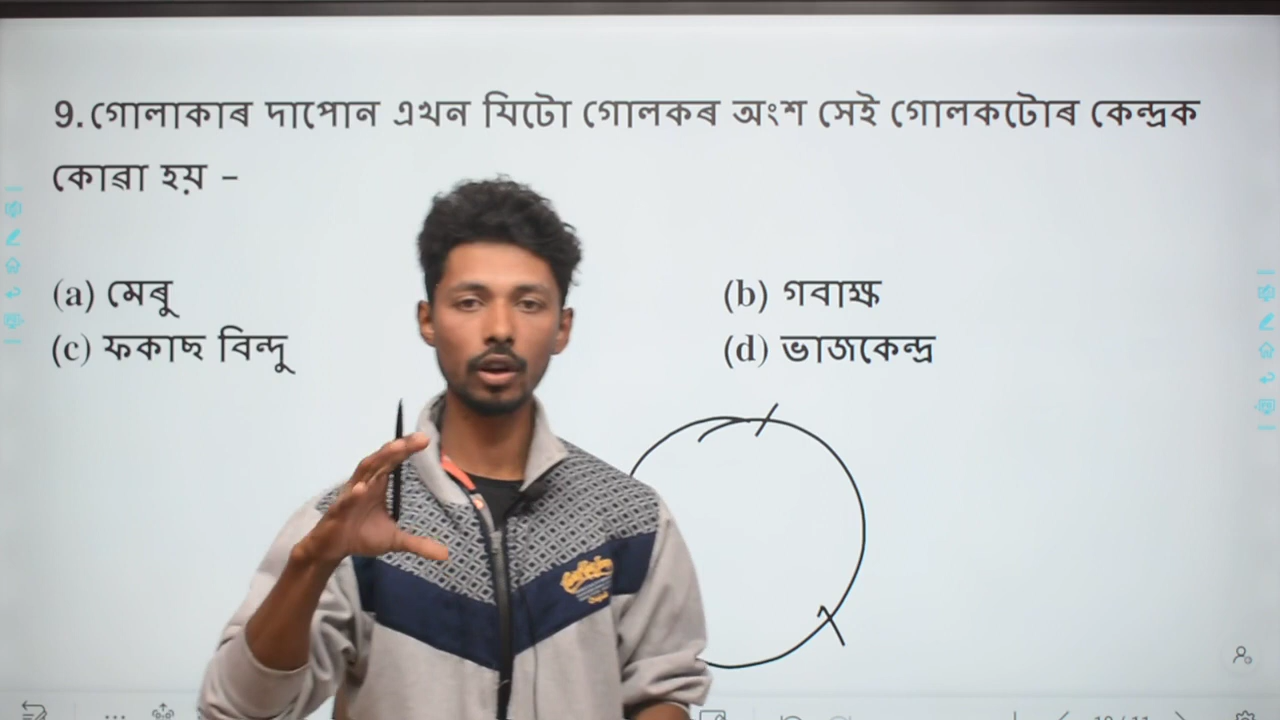 9. গোলাকাৰ দাপোন এখন যিটো গোলকৰ অংশ সেই গোলকটোৰ কেন্দ্ৰক
কোৱা হয় –
(a) মেৰু
(b) গবাক্ষ
(c) ফকাছ বিন্দু
(d) ভাজকেন্দ্ৰ